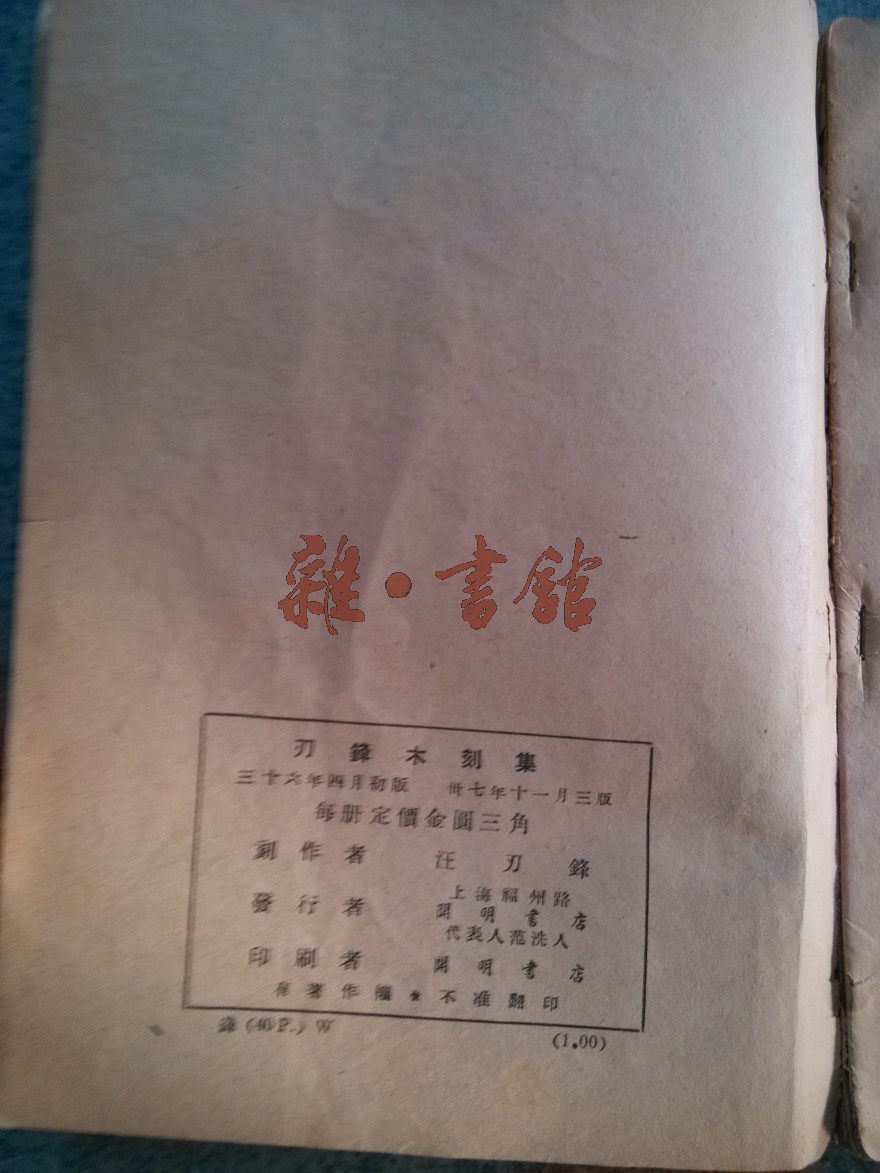 雜·書館
刃鋒木刻集
三十六年四月初版 卅七年十一月三版
每册定價金圓三角
刻作者 汪刃鋒
發行者 上海福州路
開明書店
代表人范洗人
印刷者 開明書店
有著作權＊不准翻印
鋒(40P.) W (1.00)